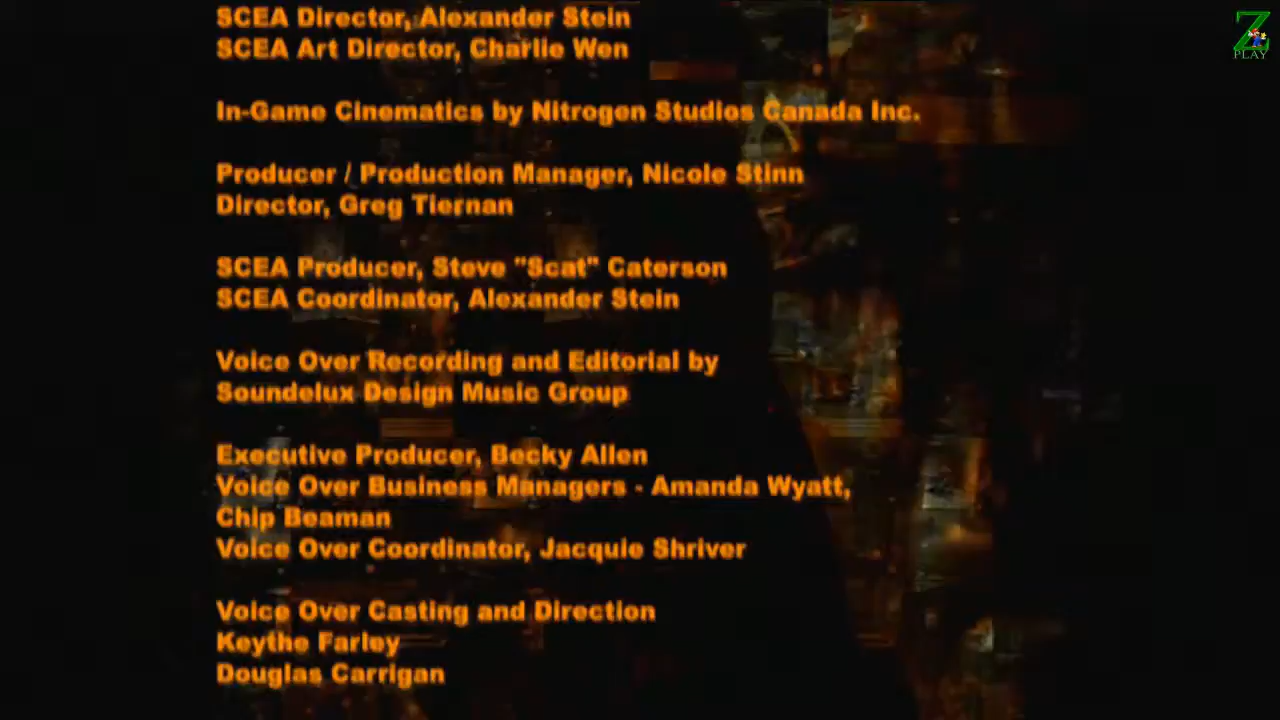 SCEA Director, Alexander Stein
SCEA Art Director, Charlie Wen
In-Game Cinematics by Nitrogen Studios Canada Inc.
Producer / Production Manager, Nicole Stinn
Director, Greg Tiernan
SCEA Producer, Steve "Scat" Caterson
SCEA Coordinator, Alexander Stein
Voice Over Recording and Editorial by
Soundelux Design Music Group
Executive Producer, Becky Allen
Voice Over Business Managers - Amanda Wyatt,
Chip Beaman
Voice Over Coordinator, Jacquie Shriver
Voice Over Casting and Direction
Keythe Farley
Douglas Carrigan
Z
PLAY